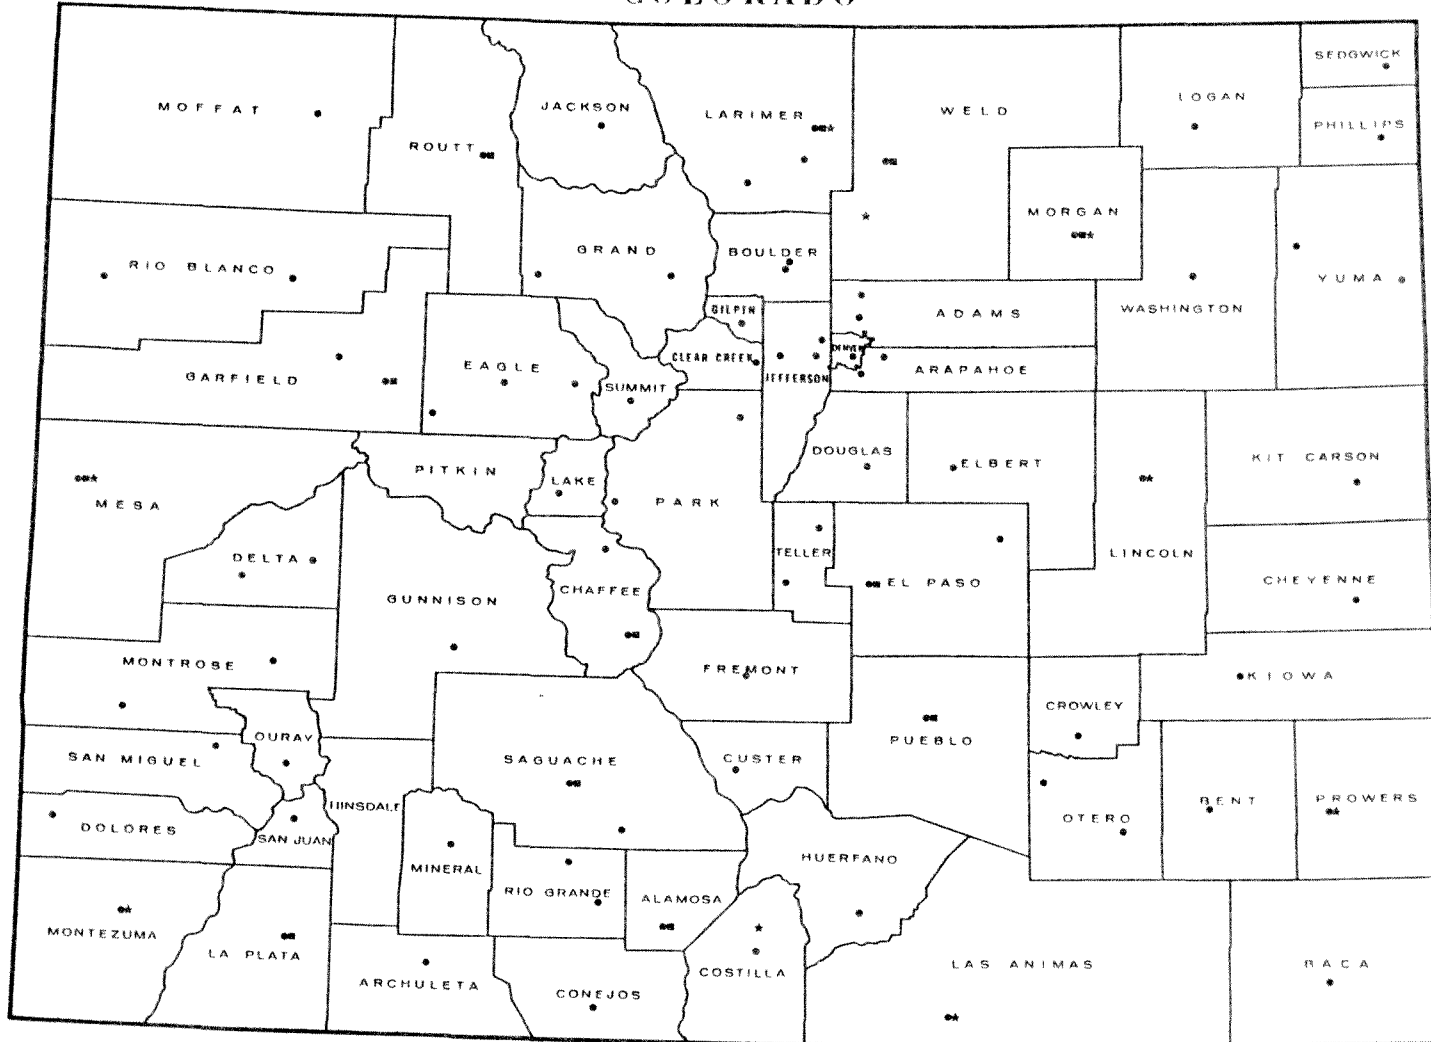 COLORADO
SEDGWICK
MOFFAT
JACKSON
LARIMER
WELD
LOGAN
PHILLIPS
ROUTT
MORGAN
RIO BLANCO
GRAND
BOULDER
YUMA
GILPIN
ADAMS
WASHINGTON
DENVER
CLEAR CREEK
GARFIELD
EAGLE
SUMMIT
JEFFERSON
ARAPAHOE
PITKIN
LAKE
DOUGLAS
ELBERT
KIT CARSON
MESA
PARK
DELTA
TELLER
LINCOLN
GUNNISON
CHAFFEE
EL PASO
CHEYENNE
MONTROSE
FREMONT
KIOWA
CROWLEY
OURAY
PUEBLO
SAN MIGUEL
SAGUACHE
CUSTER
HINSDALE
BENT
PROWERS
DOLORES
SAN JUAN
OTERO
MINERAL
HUERFANO
RIO GRANDE
ALAMOSA
MONTEZUMA
LA PLATA
COSTILLA
LAS ANIMAS
BACA
ARCHULETA
CONEJOS